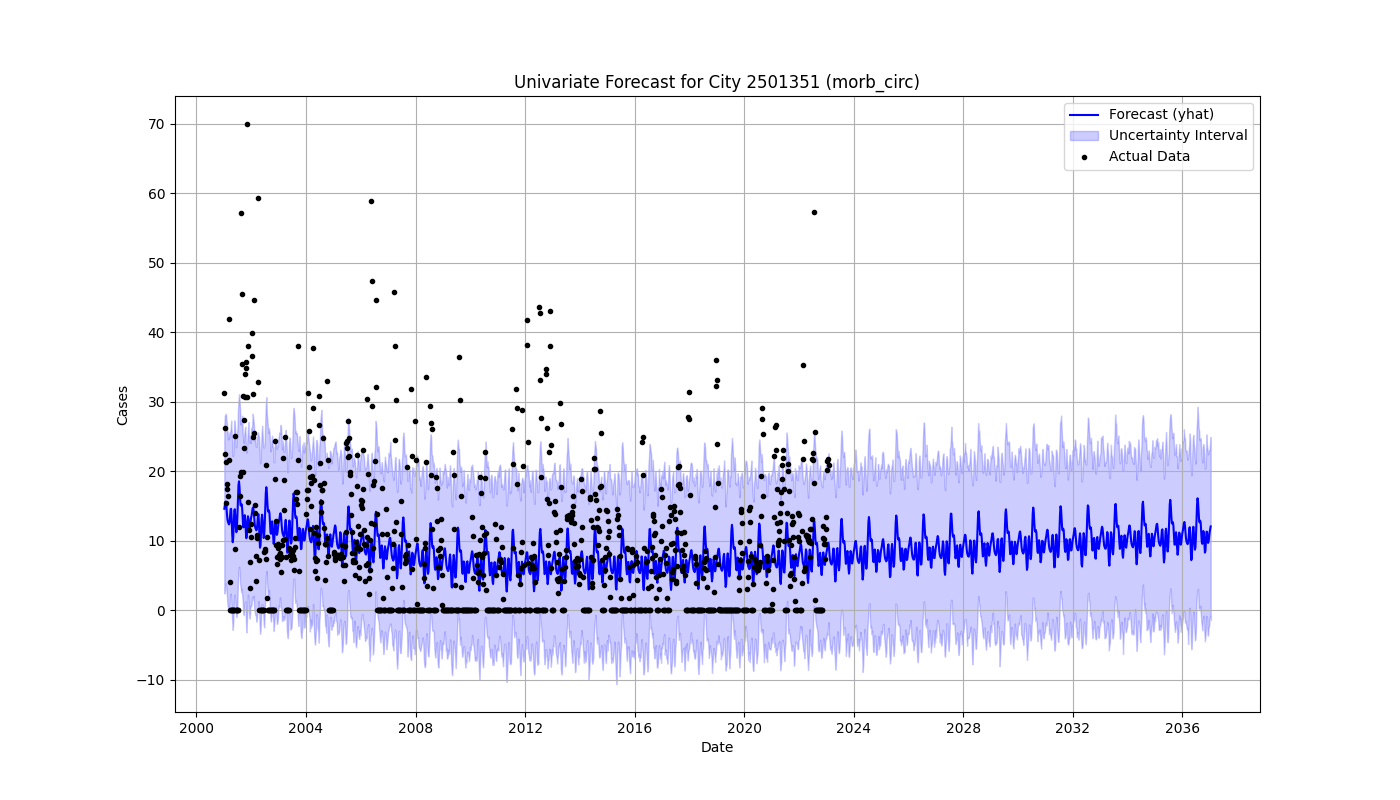 Univariate Forecast for City 2501351 (morb_circ)
Forecast (yhat)
Uncertainty Interval
Actual Data
70
60
50
40
30
20
10
0
−10
Cases
2000 2004 2008 2012 2016 2020 2024 2028 2032 2036
Date